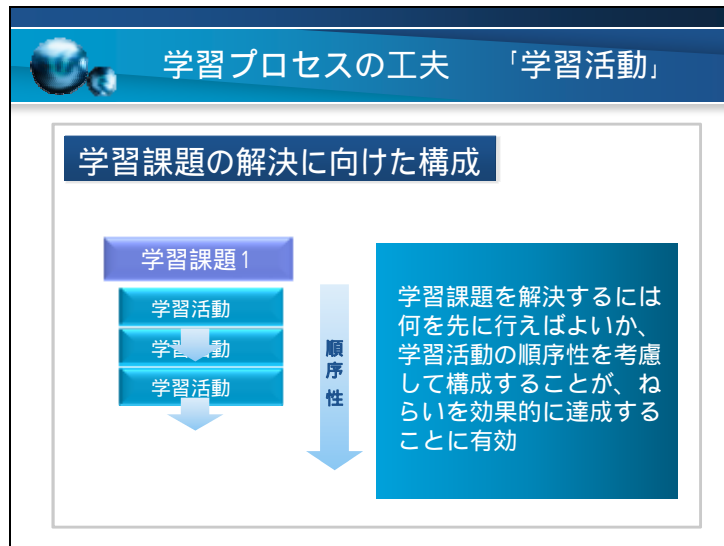 学習プロセスの工夫　「学習活動」
学習課題の解決に向けた構成
学習課題1
学習活動
学習活動
学習活動
順序性
学習課題を解決するには
何を先に行えばよいか、
学習活動の順序性を考慮
して構成することが、ね
らいを効果的に達成する
ことに有効